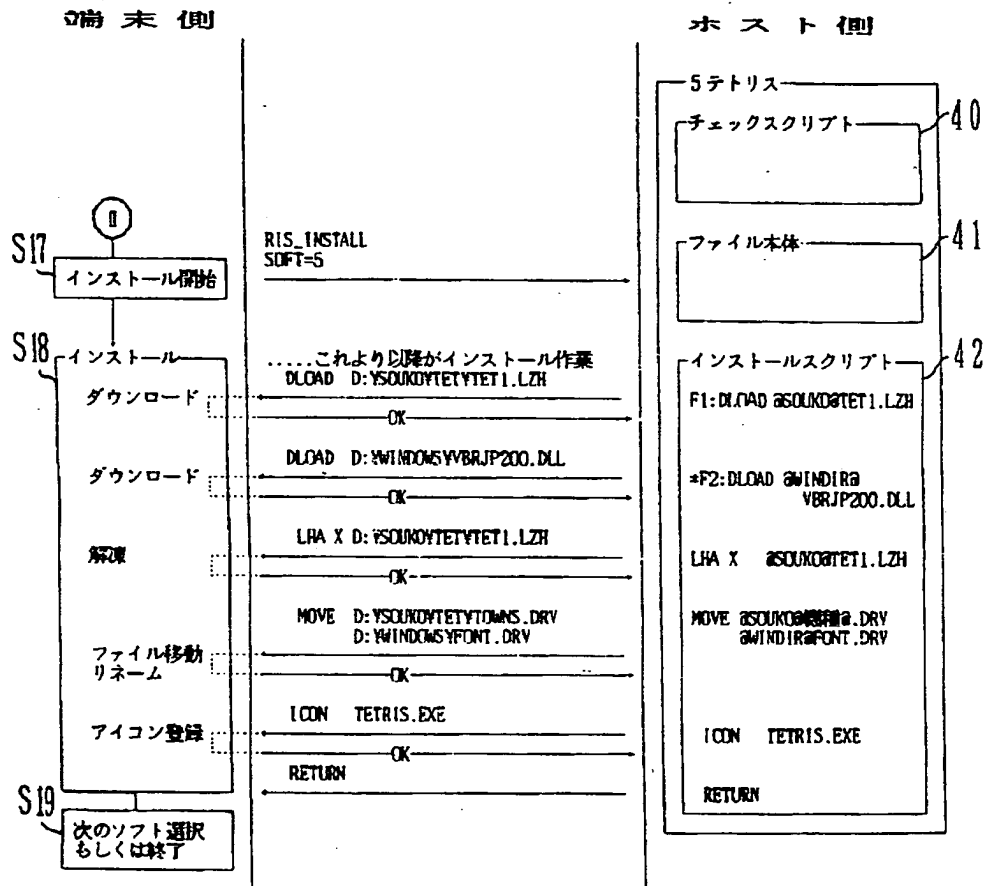 端末側
ホスト側
5テトリス
チェックスクリプト
40
ファイル本体
41
S17
インストール開始
RIS_INSTALL
SOFT=5
S18
インストール
.....これより以降がインストール作業
ダウンロード
DLOAD D:¥SOUKO¥TET¥TET1.LZH
OK
ダウンロード
DLOAD D:¥WINDOWS¥VBRJP200.DLL
OK
解凍
LHA X D:¥SOUKO¥TET¥TET1.LZH
OK
MOVE D:¥SOUKO¥TET¥TOWNS.DRV
D:¥WINDOWS¥FONT.DRV
ファイル移動
リネーム
OK
アイコン登録
ICON TETRIS.EXE
OK
RETURN
インストールスクリプト
42
F1:DLOAD @SOUKO@TET1.LZH
*F2:DLOAD @WINDIR@
VBRJP200.DLL
LHA X @SOUKO@TET1.LZH
MOVE @SOUKO@機種@.DRV
@WINDIR@FONT.DRV
ICON TETRIS.EXE
RETURN
S19
次のソフト選択
もしくは終了